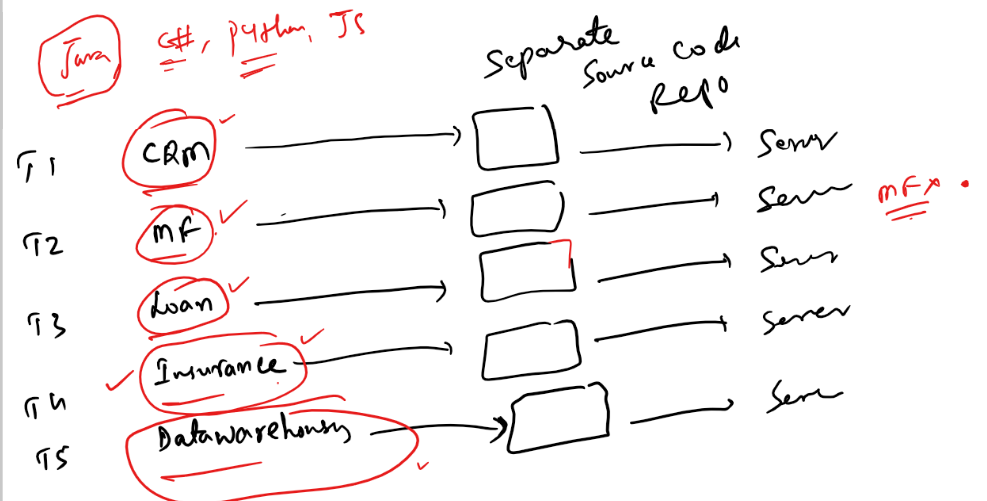 Java C#, Python, JS
Separate
Source Code
Repo
T1 CRM Server
T2 MF Server MFX
T3 Loan Server
T4 Insurance Server
T5 Datawarehousing Server